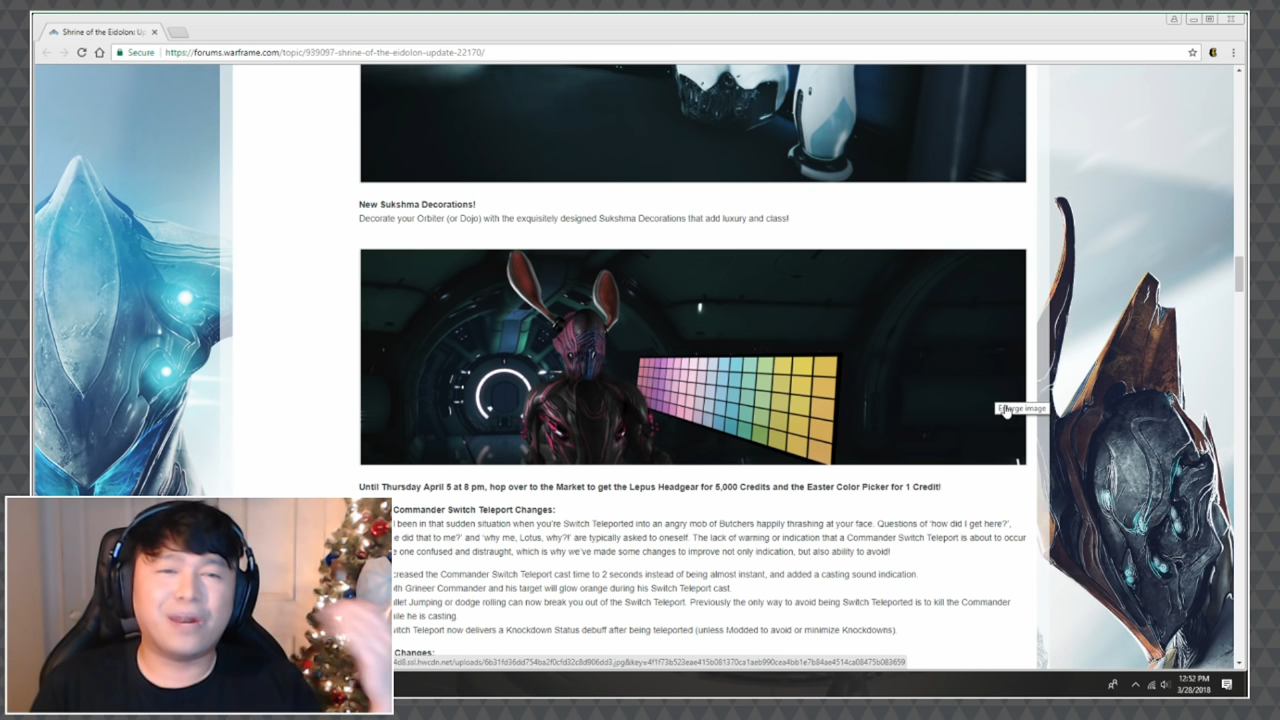 Shrine of the Eidolon: Up
Secure
https://forums.warframe.com/topic/939097-shrine-of-the-eidolon-update-22170/
New Sukshma Decorations!
Decorate your Orbiter (or Dojo) with the exquisitely designed Sukshma Decorations that add luxury and class!
Enlarge image
Until Thursday April 5 at 8 pm, hop over to the Market to get the Lepus Headgear for 5,000 Credits and the Easter Color Picker for 1 Credit!
Commander Switch Teleport Changes:
been in that sudden situation when you're Switch Teleported into an angry mob of Butchers happily thrashing at your face. Questions of 'how did I get here?',
did that to me?' and 'why me, Lotus, why?!' are typically asked to oneself. The lack of warning or indication that a Commander Switch Teleport is about to occur
one confused and distraught, which is why we've made some changes to improve not only indication, but also ability to avoid!
creased the Commander Switch Teleport cast time to 2 seconds instead of being almost instant, and added a casting sound indication.
th Grineer Commander and his target will glow orange during his Switch Teleport cast.
llet Jumping or dodge rolling can now break you out of the Switch Teleport. Previously the only way to avoid being Switch Teleported is to kill the Commander
ile he is casting.
itch Teleport now delivers a Knockdown Status debuff after being teleported (unless Modded to avoid or minimize Knockdowns).
Changes:
12:52 PM
3/28/2018